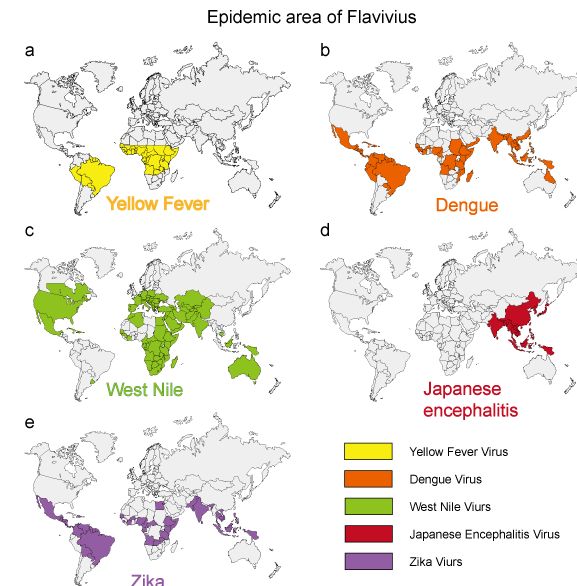 Epidemic area of Flavivius
a
b
Yellow Fever
Dengue
c
d
West Nile
Japanese
encephalitis
e
Yellow Fever Virus
Dengue Virus
West Nile Viurs
Japanese Encephalitis Virus
Zika Viurs
Zika